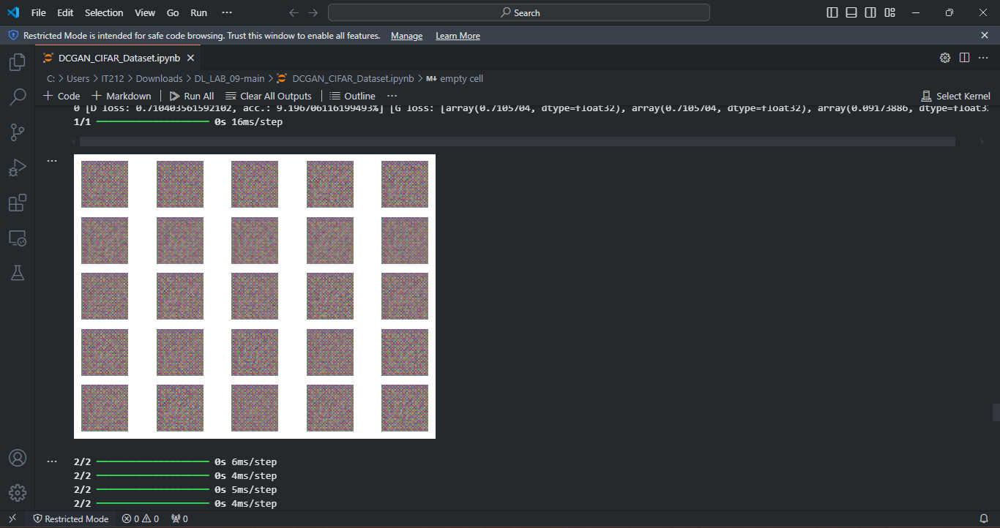 File Edit Selection View Go Run ··· Search
Restricted Mode is intended for safe code browsing. Trust this window to enable all features. Manage Learn More
DCGAN_CIFAR_Dataset.ipynb
C: > Users > IT212 > Downloads > DL_LAB_09-main > DCGAN_CIFAR_Dataset.ipynb > M↓ empty cell
+ Code + Markdown Run All Clear All Outputs Outline ··· Select Kernel
0 [D loss: 0.710403561592102, acc.: 9.196706116199493%] [G loss: [array(0.7105704, dtype=float32), array(0.7105704, dtype=float32), array(0.09173886, dtype=float3
1/1 0s 16ms/step
2/2 0s 6ms/step
2/2 0s 4ms/step
2/2 0s 5ms/step
2/2 0s 4ms/step
Restricted Mode 0 0 0